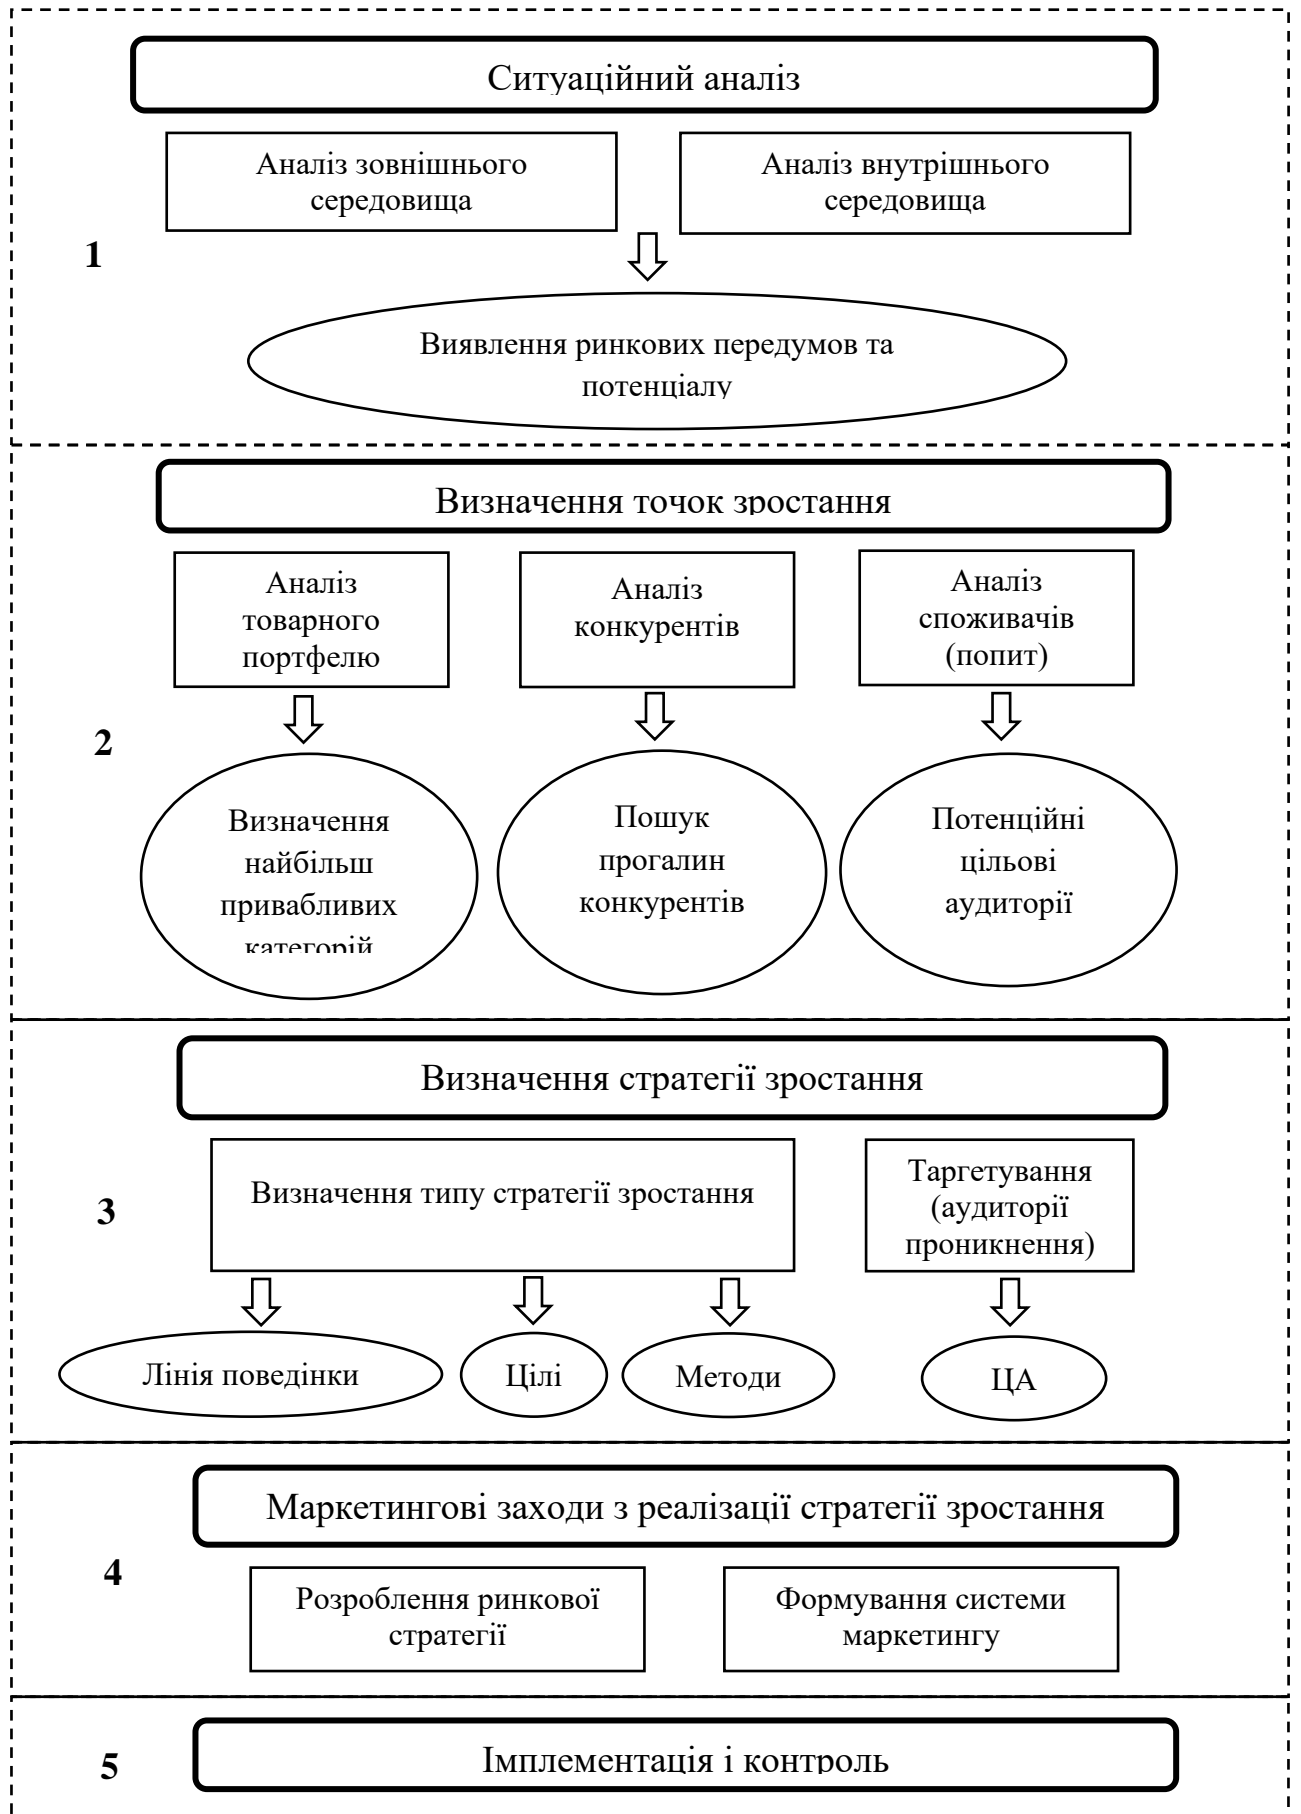 Ситуаційний аналіз
Аналіз зовнішнього
середовища
Аналіз внутрішнього
середовища
1
Виявлення ринкових передумов та
потенціалу
Визначення точок зростання
Аналіз
товарного
портфелю
Аналіз
конкурентів
Аналіз
споживачів
(попит)
2
Визначення
найбільш
привабливих
категорій
Пошук
прогалин
конкурентів
Потенційні
цільові
аудиторії
Визначення стратегії зростання
Визначення типу стратегії зростання
Таргетування
(аудиторії
проникнення)
3
Лінія поведінки
Цілі
Методи
ЦА
Маркетингові заходи з реалізації стратегії зростання
4
Розроблення ринкової
стратегії
Формування системи
маркетингу
5
Імплементація і контроль